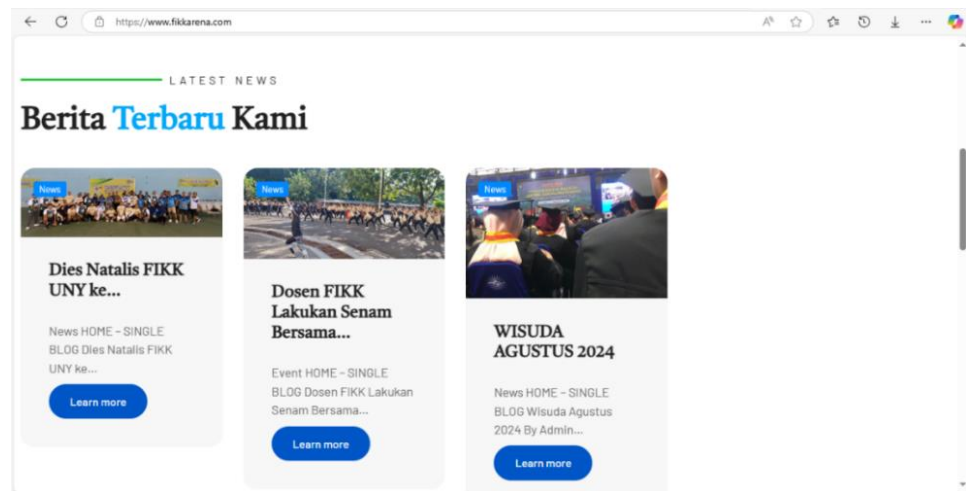 https://www.fikkarena.com
LATEST NEWS
Berita Terbaru Kami
News
Dies Natalis FIKK
UNY ke...
News HOME – SINGLE
BLOG Dies Natalis FIKK
UNY ke...
Learn more
News
Dosen FIKK
Lakukan Senam
Bersama...
Event HOME – SINGLE
BLOG Dosen FIKK Lakukan
Senam Bersama...
Learn more
News
WISUDA
AGUSTUS 2024
News HOME – SINGLE
BLOG Wisuda Agustus
2024 By Admin...
Learn more